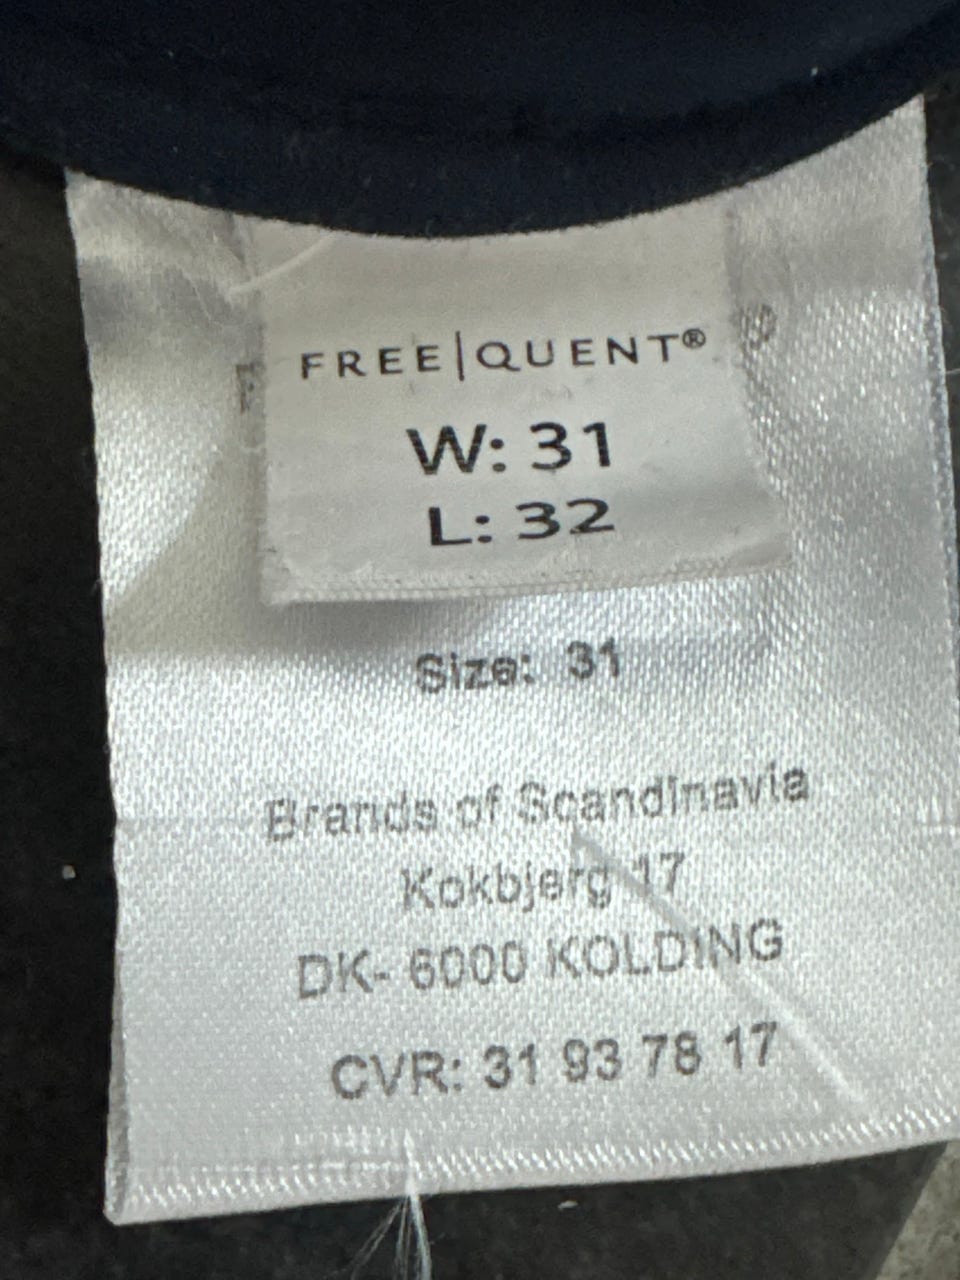 FREE|QUENT®
W: 31
L: 32
Size: 31
Brands of Scandinavia
Kokbjerg 17
DK- 6000 KOLDING
CVR: 31 93 78 17